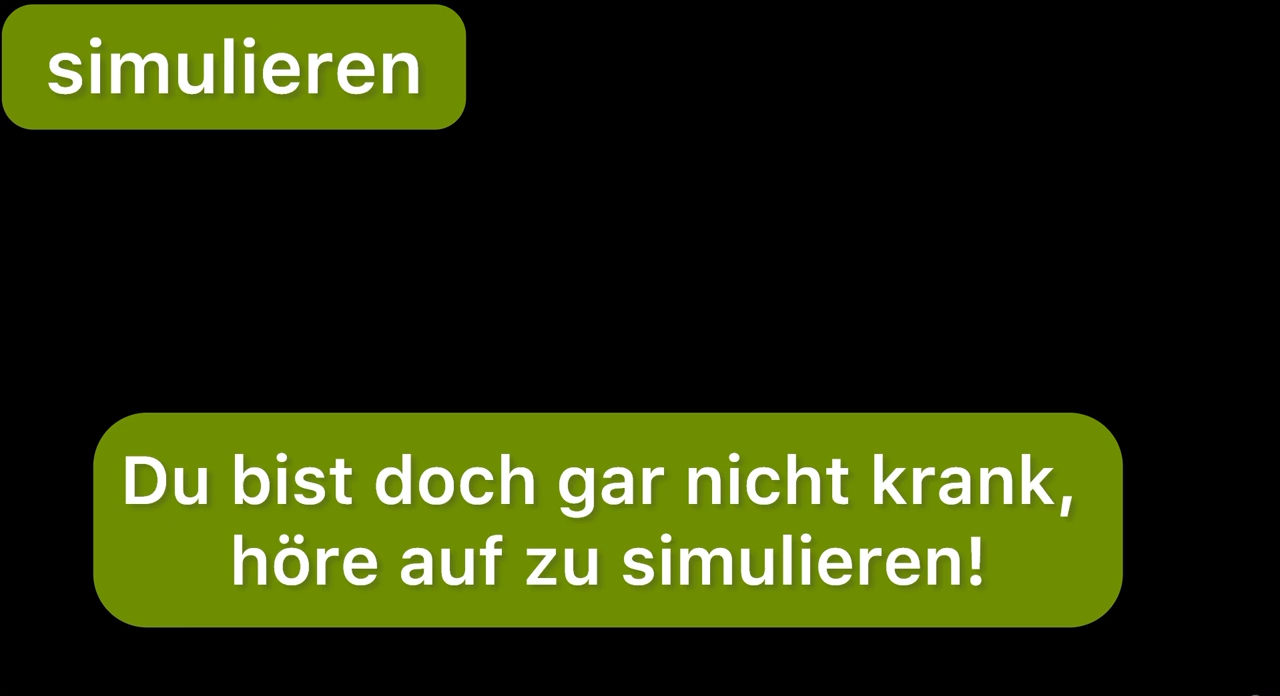 simulieren
Du bist doch gar nicht krank,
höre auf zu simulieren!